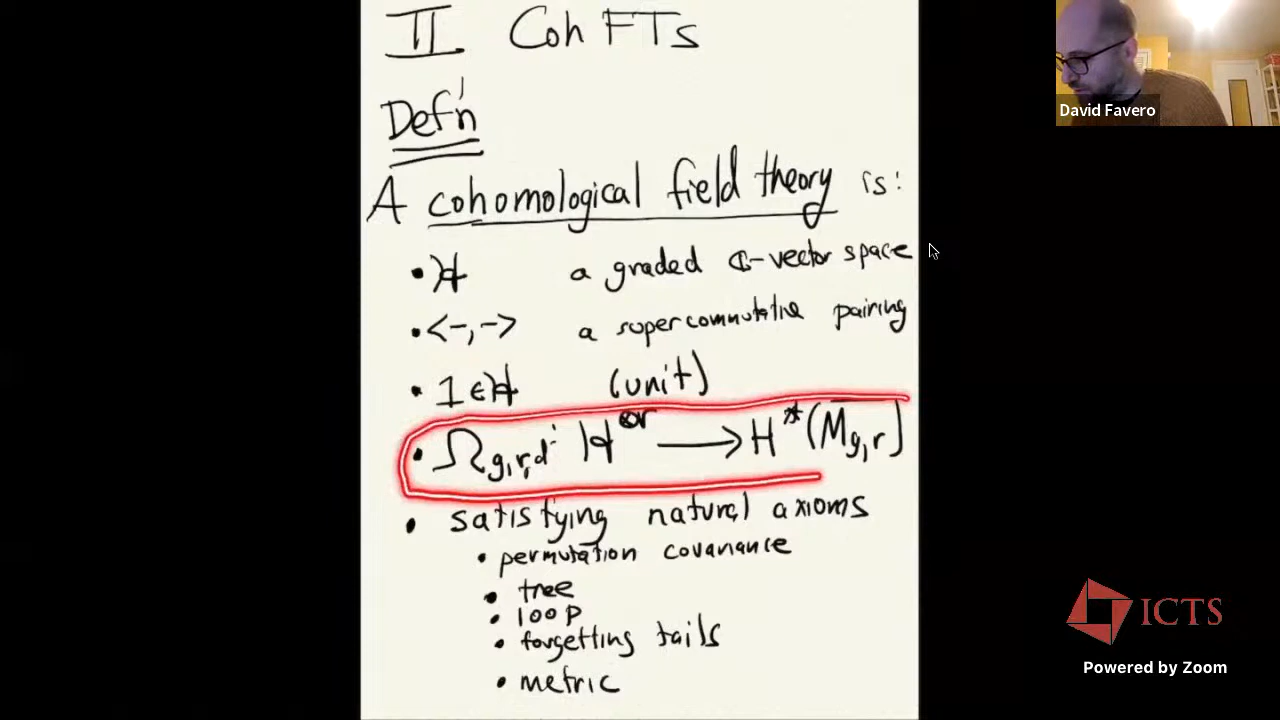 II CohFTs
Def'n
A cohomological field theory is:
• H a graded ℂ-vector space
• <-,-> a supercommutative pairing
• 1 ∈ H (unit)
• Ω_{g,r,d}: H^{⊗r} ⟶ H^*(M̅_{g,r})
• satisfying natural axioms
• permutation covariance
• tree
• loop
• forgetting tails
• metric
David Favero
ICTS
Powered by Zoom